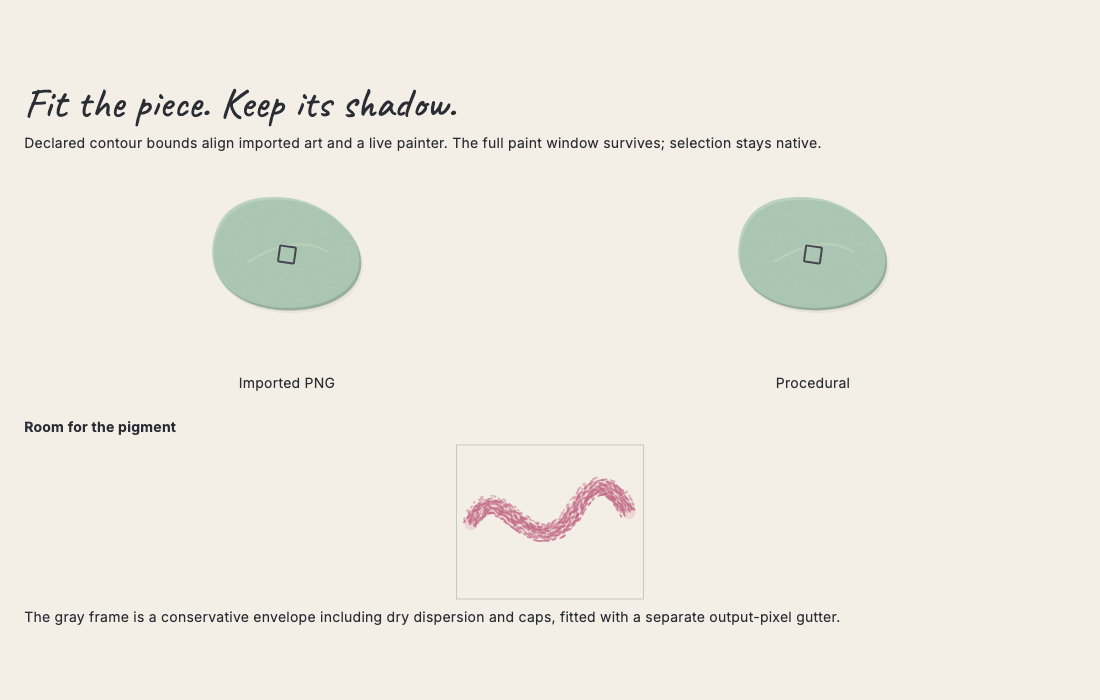 Fit the piece. Keep its shadow.
Declared contour bounds align imported art and a live painter. The full paint window survives; selection stays native.
Imported PNG
Procedural
Room for the pigment
The gray frame is a conservative envelope including dry dispersion and caps, fitted with a separate output-pixel gutter.